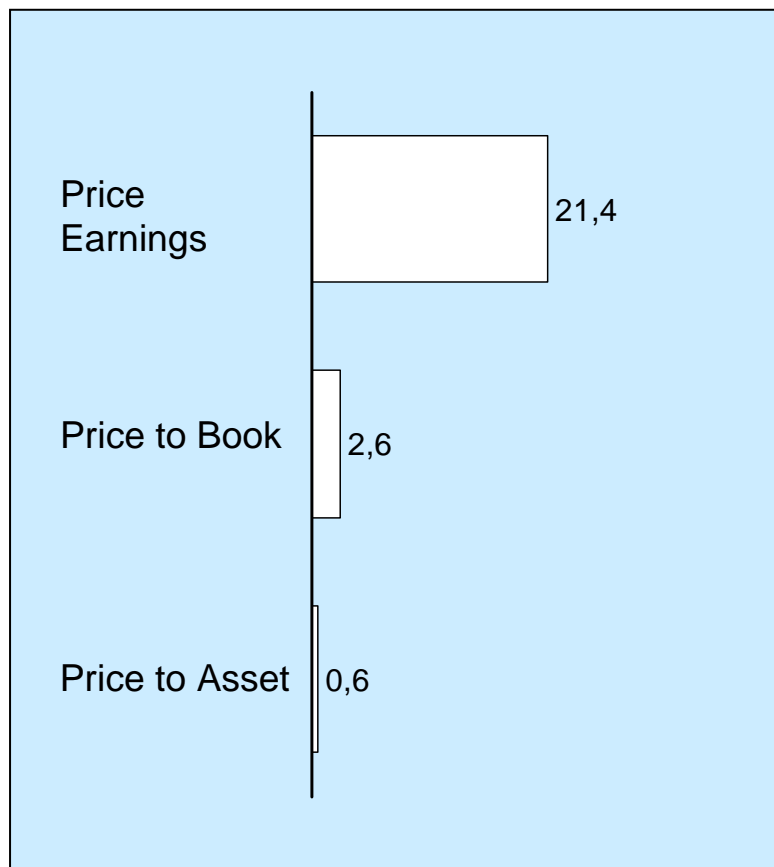 Price
Earnings
21,4
Price to Book
2,6
Price to Asset
0,6